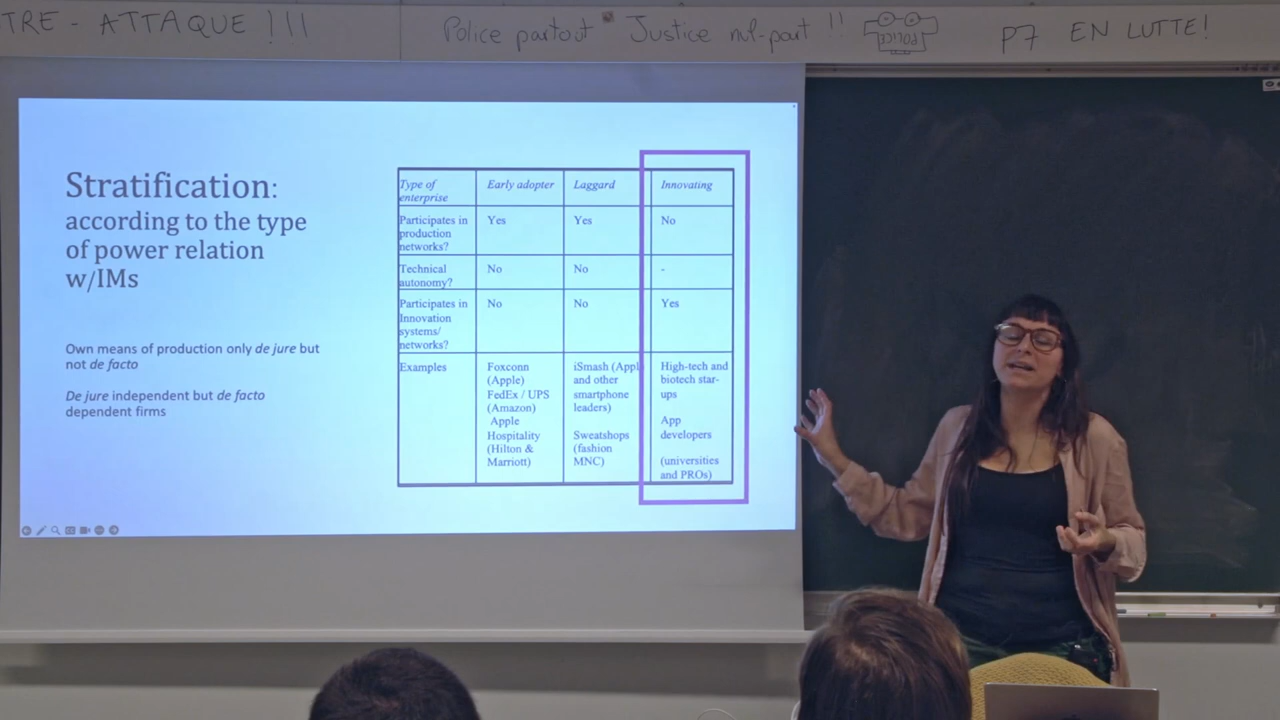 TRE - ATTAQUE !!!
Police partout Justice nul-part !!
POLICE
P7 EN LUTTE!
Stratification:
according to the type
of power relation
w/IMs
Own means of production only de jure but
not de facto
De jure independent but de facto
dependent firms
Type of
enterprise
Early adopter
Laggard
Innovating
Participates in
production
networks?
Yes
Yes
No
Technical
autonomy?
No
No
-
Participates in
Innovation
systems/
networks?
No
No
Yes
Examples
Foxconn
(Apple)
FedEx / UPS
(Amazon)
Apple
Hospitality
(Hilton &
Marriott)
iSmash (Appl
and other
smartphone
leaders)
Sweatshops
(fashion
MNC)
High-tech and
biotech star-
ups
App
developers
(universities
and PROs)